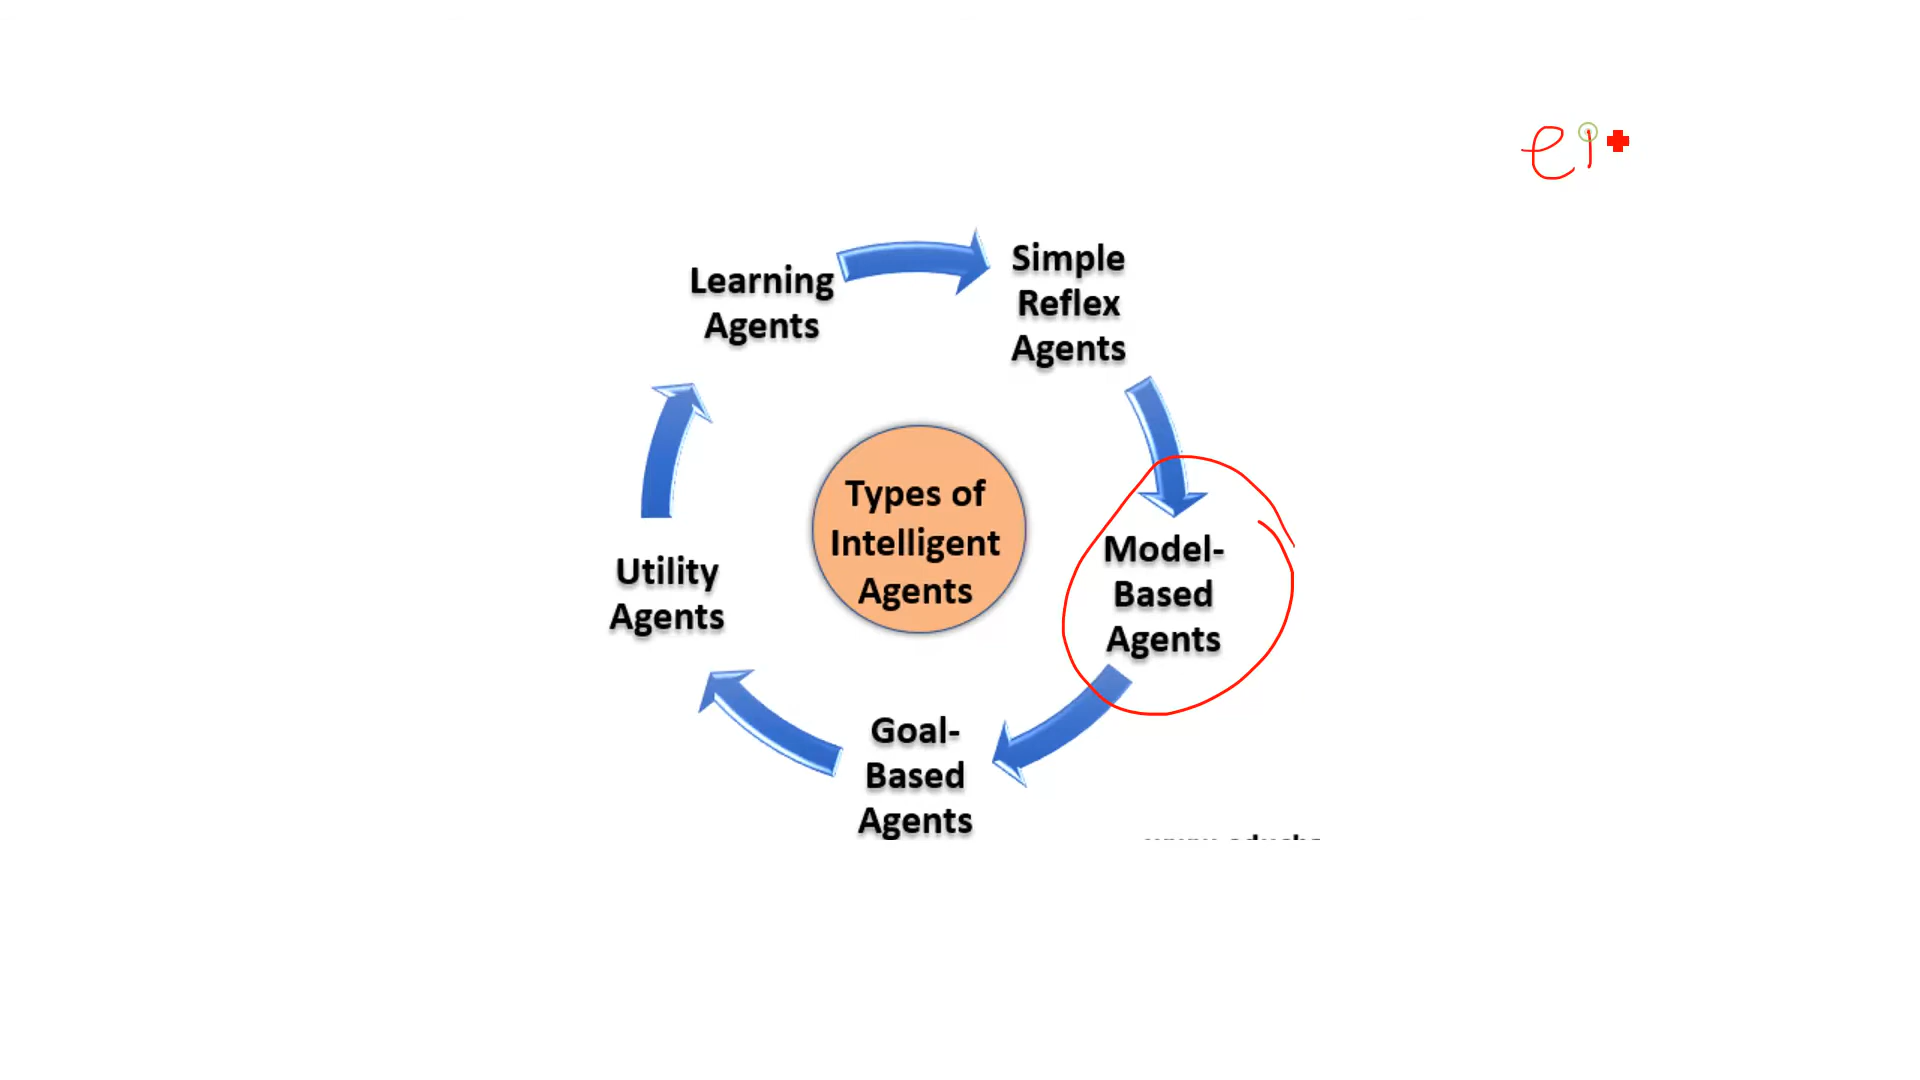 Learning
Agents
Simple
Reflex
Agents
Types of
Intelligent
Agents
Model-
Based
Agents
Utility
Agents
Goal-
Based
Agents